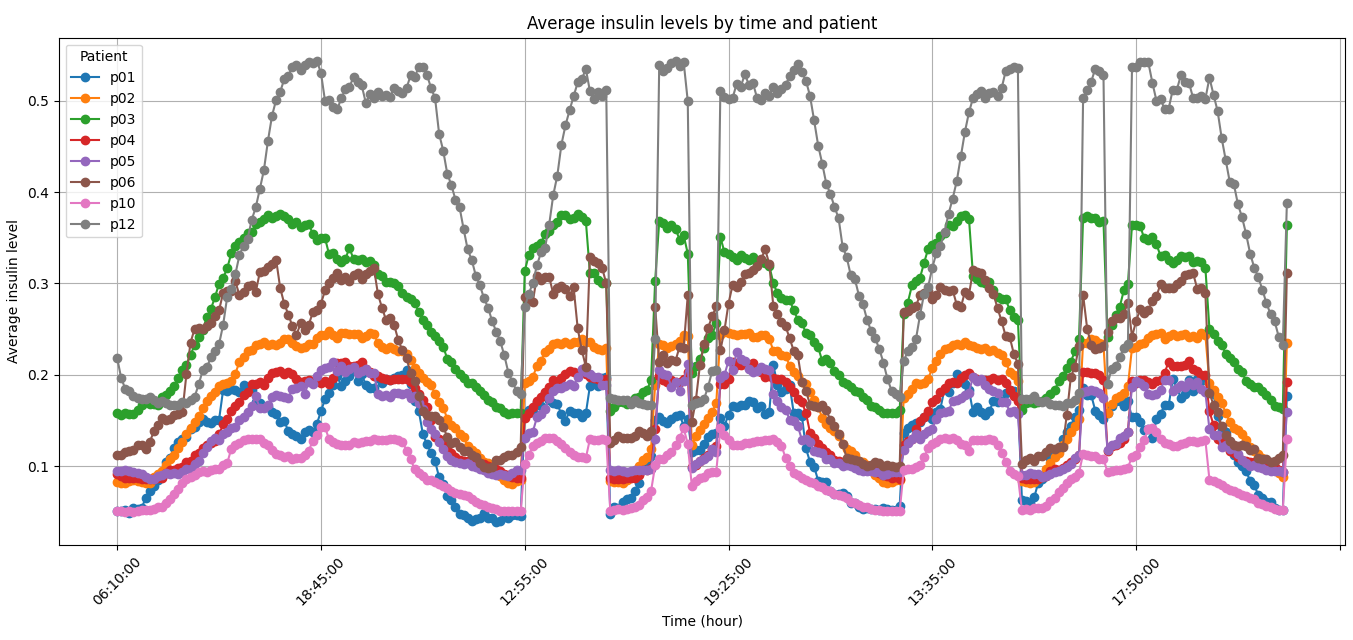 Average insulin levels by time and patient
Patient
p01
p02
p03
p04
p05
p06
p10
p12
0.5
0.4
0.3
0.2
0.1
Average insulin level
06:10:00
18:45:00
12:55:00
19:25:00
13:35:00
17:50:00
Time (hour)